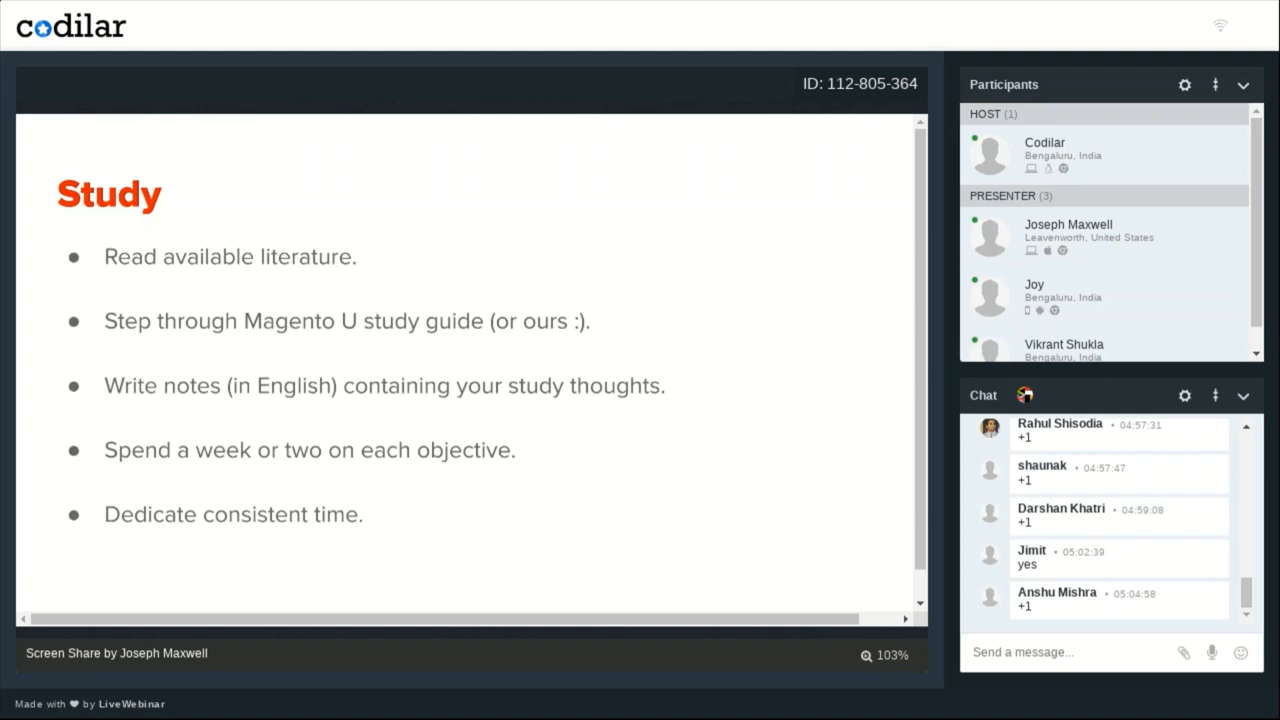 codilar
ID: 112-805-364
Study
● Read available literature.
● Step through Magento U study guide (or ours :).
● Write notes (in English) containing your study thoughts.
● Spend a week or two on each objective.
● Dedicate consistent time.
Screen Share by Joseph Maxwell
103%
Participants
HOST (1)
Codilar
Bengaluru, India
PRESENTER (3)
Joseph Maxwell
Leavenworth, United States
Joy
Bengaluru, India
Vikrant Shukla
Bengaluru, India
Chat
Rahul Shisodia • 04:57:31
+1
shaunak • 04:57:47
+1
Darshan Khatri • 04:59:08
+1
Jimit • 05:02:39
yes
Anshu Mishra • 05:04:58
+1
Send a message...
Made with ❤ by LiveWebinar